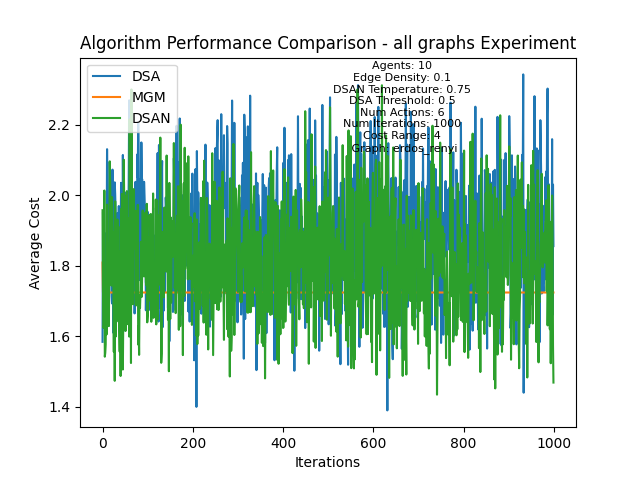 Algorithm Performance Comparison - all graphs Experiment
DSA
MGM
DSAN
Agents: 10
Edge Density: 0.1
DSAN Temperature: 0.75
DSA Threshold: 0.5
Num Actions: 6
Num Iterations: 1000
Cost Range: 4
Graph: erdos_renyi
Average Cost
2.2
2.0
1.8
1.6
1.4
0
200
400
600
800
1000
Iterations